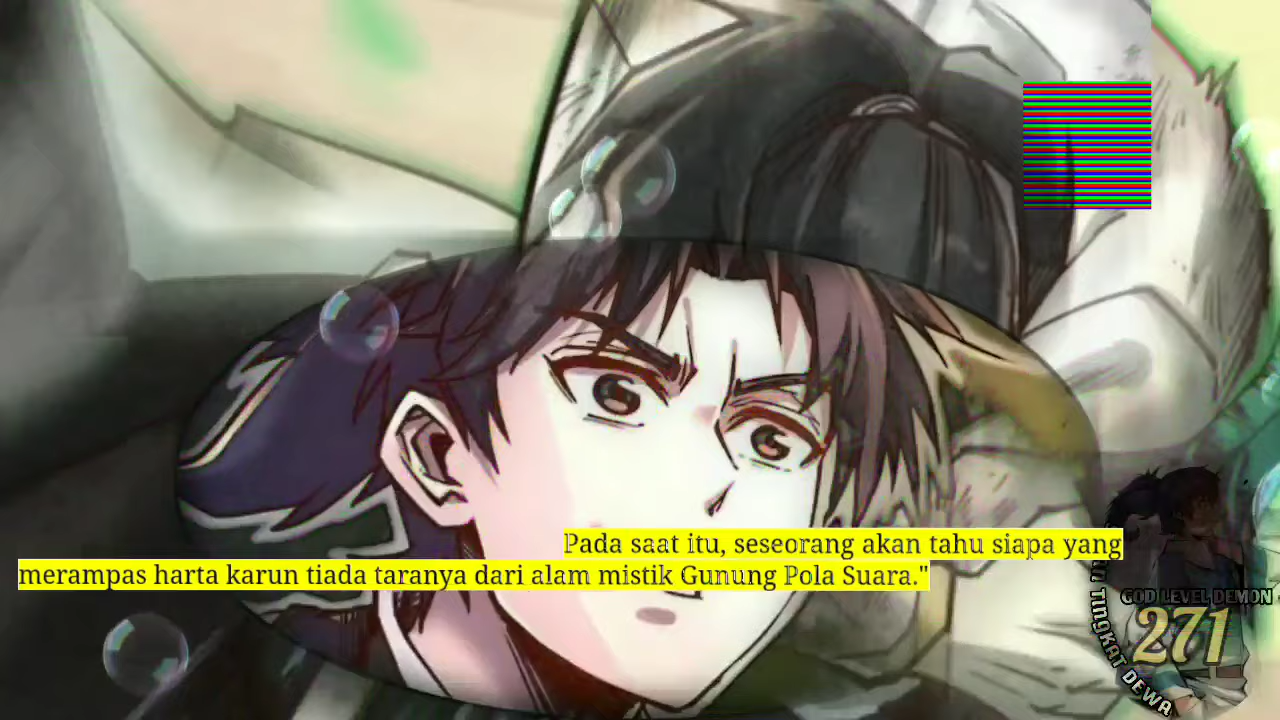 Pada saat itu, seseorang akan tahu siapa yang
merampas harta karun tiada taranya dari alam mistik Gunung Pola Suara."
GOD LEVEL DEMON
271
TINGKAT DEWA